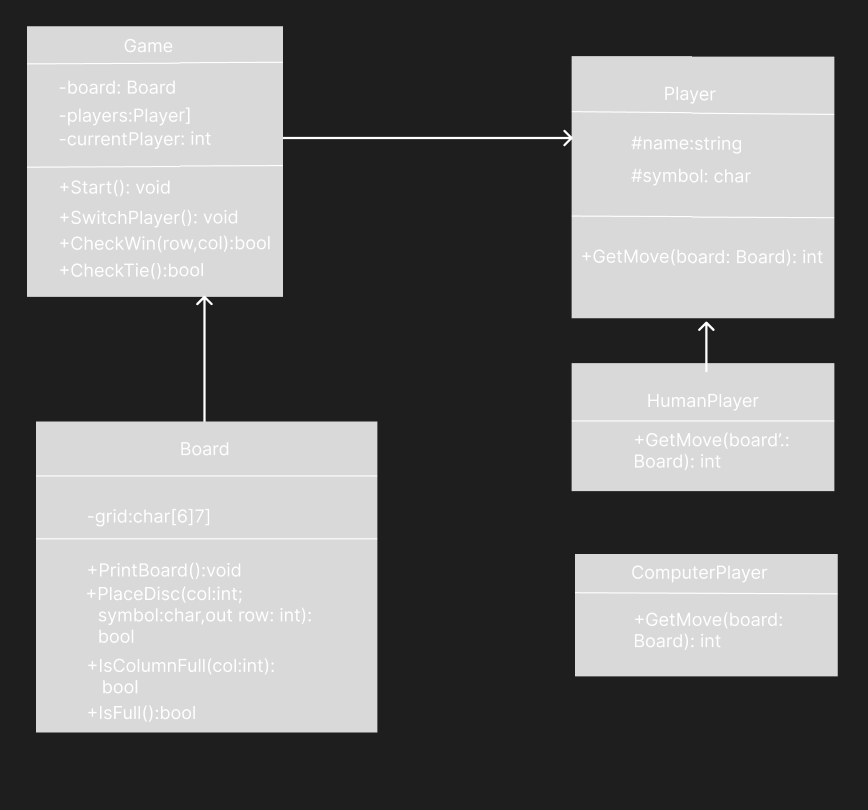 Game
-board: Board
-players:Player]
-currentPlayer: int
+Start(): void
+SwitchPlayer(): void
+CheckWin(row,col):bool
+CheckTie():bool
Player
#name:string
#symbol: char
+GetMove(board: Board): int
HumanPlayer
+GetMove(board'.:
Board): int
Board
-grid:char[6]7]
+PrintBoard():void
+PlaceDisc(col:int;
symbol:char,out row: int):
bool
+IsColumnFull(col:int):
bool
+IsFull():bool
ComputerPlayer
+GetMove(board:
Board): int